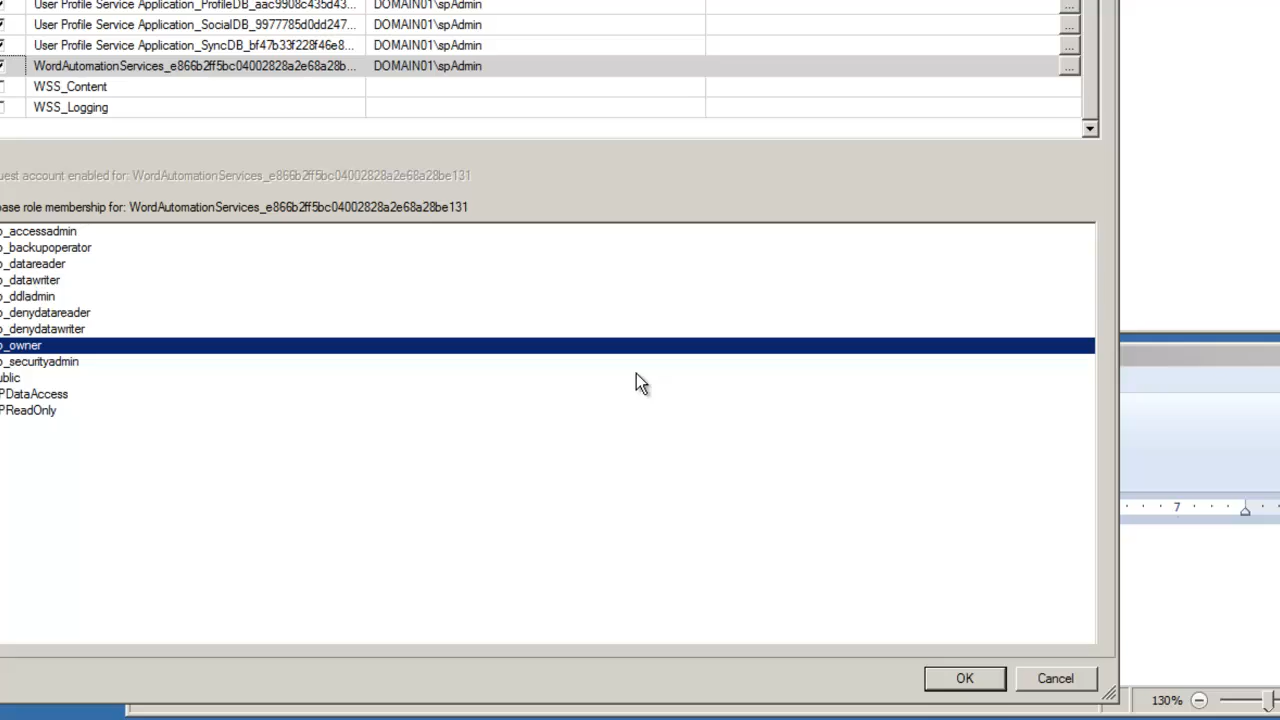 User Profile Service Application_ProfileDB_aac9908c435d43... DOMAIN01\spAdmin ...
User Profile Service Application_SocialDB_9977785d0dd247... DOMAIN01\spAdmin ...
User Profile Service Application_SyncDB_bf47b33f228f46e8... DOMAIN01\spAdmin ...
WordAutomationServices_e866b2ff5bc04002828a2e68a28b... DOMAIN01\spAdmin ...
WSS_Content
WSS_Logging
uest account enabled for: WordAutomationServices_e866b2ff5bc04002828a2e68a28be131
ase role membership for: WordAutomationServices_e866b2ff5bc04002828a2e68a28be131
_accessadmin
_backupoperator
_datareader
_datawriter
_ddladmin
_denydatareader
_denydatawriter
_owner
_securityadmin
ublic
PDataAccess
PReadOnly
7
OK Cancel
130%